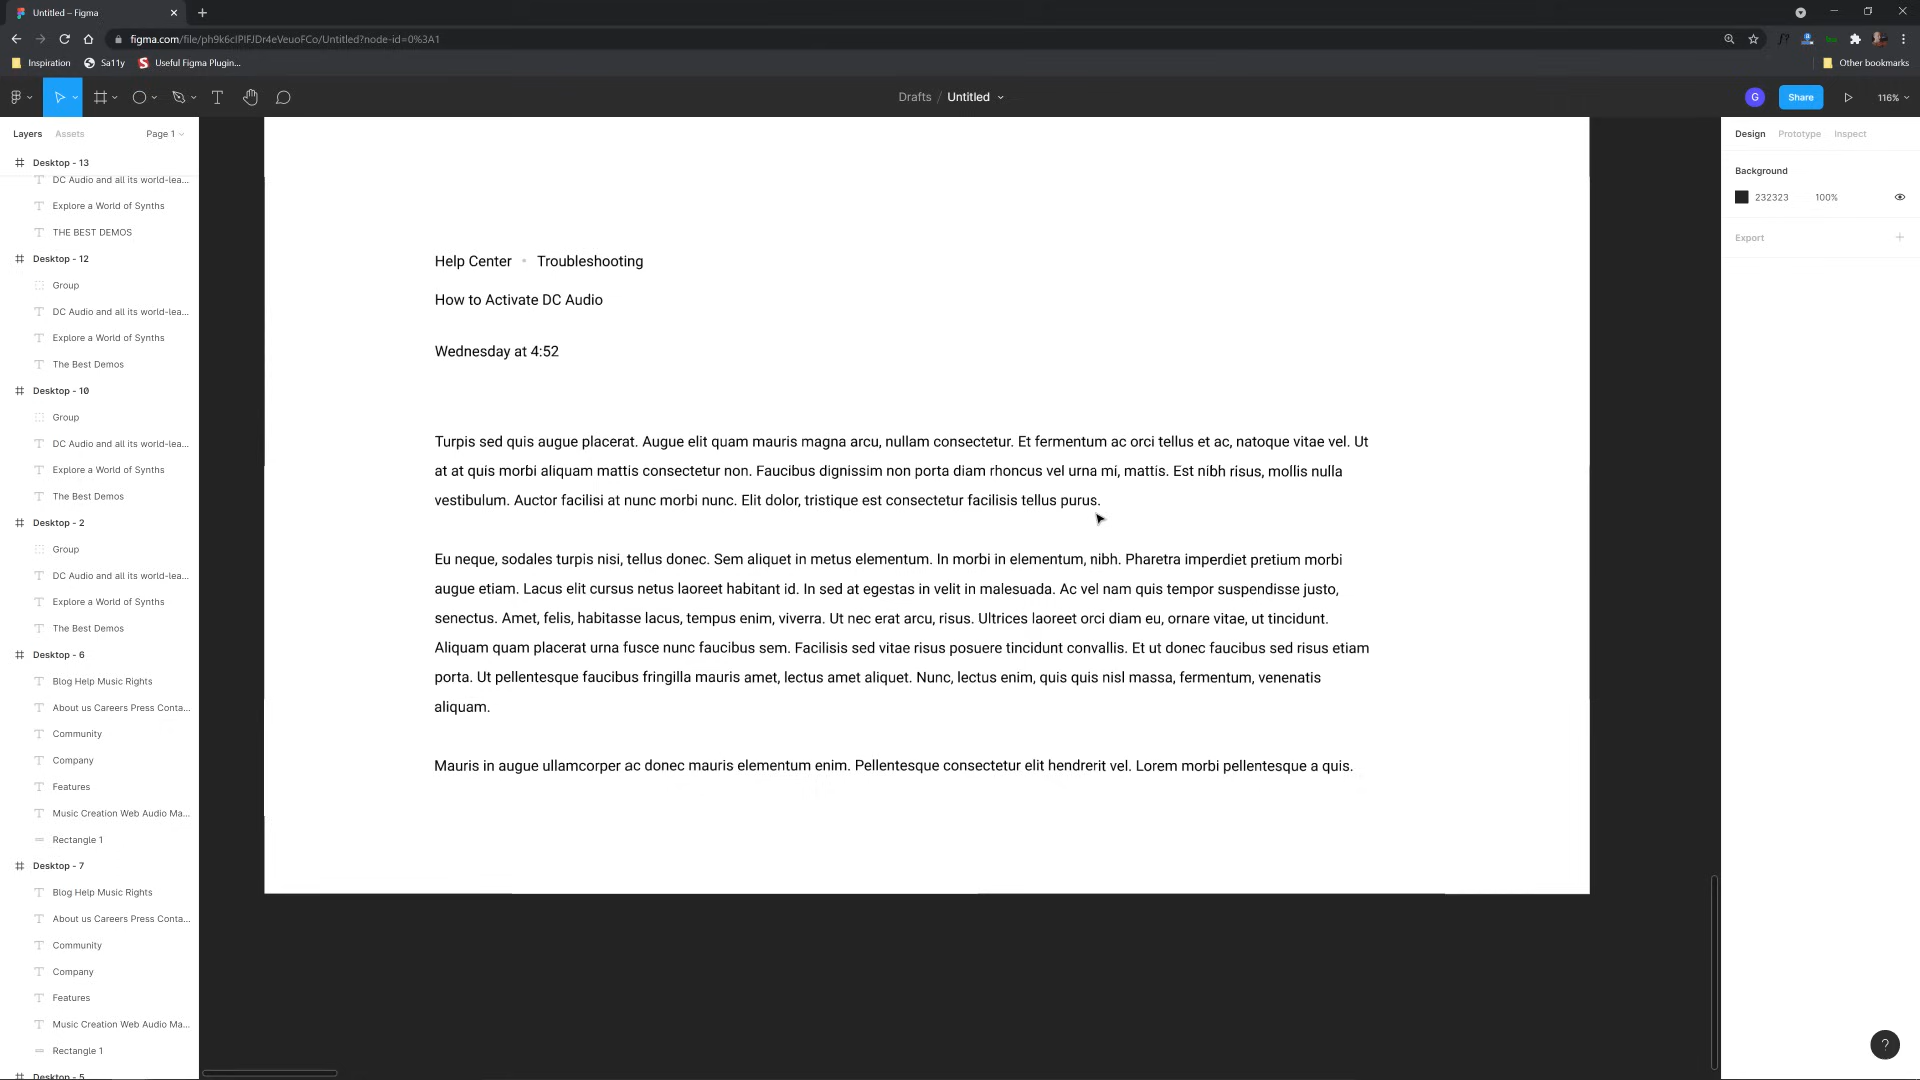 Untitled – Figma
figma.com/file/ph9k6cIPlFJDr4eVeuoFCo/Untitled?node-id=0%3A1
Inspiration
Sa11y
Useful Figma Plugin...
Other bookmarks
Drafts / Untitled
G
Share
116%
Layers
Assets
Page 1
Design
Prototype
Inspect
Desktop - 13
DC Audio and all its world-lea...
Explore a World of Synths
THE BEST DEMOS
Desktop - 12
Group
DC Audio and all its world-lea...
Explore a World of Synths
The Best Demos
Desktop - 10
Group
DC Audio and all its world-lea...
Explore a World of Synths
The Best Demos
Desktop - 2
Group
DC Audio and all its world-lea...
Explore a World of Synths
The Best Demos
Desktop - 6
Blog Help Music Rights
About us Careers Press Conta...
Community
Company
Features
Music Creation Web Audio Ma...
Rectangle 1
Desktop - 7
Blog Help Music Rights
About us Careers Press Conta...
Community
Company
Features
Music Creation Web Audio Ma...
Rectangle 1
Desktop - 5
Help Center • Troubleshooting
How to Activate DC Audio
Wednesday at 4:52
Turpis sed quis augue placerat. Augue elit quam mauris magna arcu, nullam consectetur. Et fermentum ac orci tellus et ac, natoque vitae vel. Ut
at at quis morbi aliquam mattis consectetur non. Faucibus dignissim non porta diam rhoncus vel urna mi, mattis. Est nibh risus, mollis nulla
vestibulum. Auctor facilisi at nunc morbi nunc. Elit dolor, tristique est consectetur facilisis tellus purus.
Eu neque, sodales turpis nisi, tellus donec. Sem aliquet in metus elementum. In morbi in elementum, nibh. Pharetra imperdiet pretium morbi
augue etiam. Lacus elit cursus netus laoreet habitant id. In sed at egestas in velit in malesuada. Ac vel nam quis tempor suspendisse justo,
senectus. Amet, felis, habitasse lacus, tempus enim, viverra. Ut nec erat arcu, risus. Ultrices laoreet orci diam eu, ornare vitae, ut tincidunt.
Aliquam quam placerat urna fusce nunc faucibus sem. Facilisis sed vitae risus posuere tincidunt convallis. Et ut donec faucibus sed risus etiam
porta. Ut pellentesque faucibus fringilla mauris amet, lectus amet aliquet. Nunc, lectus enim, quis quis nisl massa, fermentum, venenatis
aliquam.
Mauris in augue ullamcorper ac donec mauris elementum enim. Pellentesque consectetur elit hendrerit vel. Lorem morbi pellentesque a quis.
Background
232323 100%
Export
?